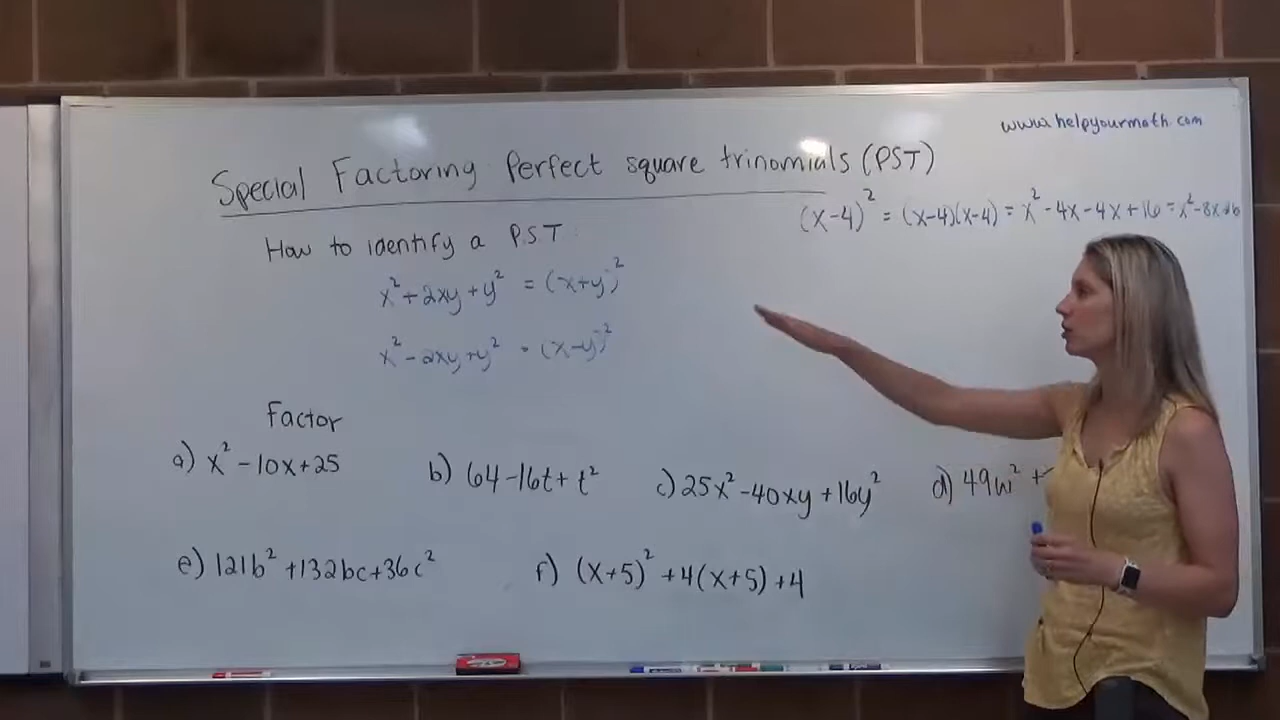 www.helpyourmath.com
Special Factoring: Perfect square trinomials (PST)
(x-4)² = (x-4)(x-4) = x² -4x -4x +16 = x² -8x+16
How to identify a PST
x² + 2xy + y² = (x+y)²
x² - 2xy + y² = (x-y)²
Factor
a) x² - 10x + 25
b) 64 - 16t + t²
c) 25x² - 40xy + 16y²
d) 49w² +
e) 121b² + 132bc + 36c²
f) (x+5)² + 4(x+5) + 4